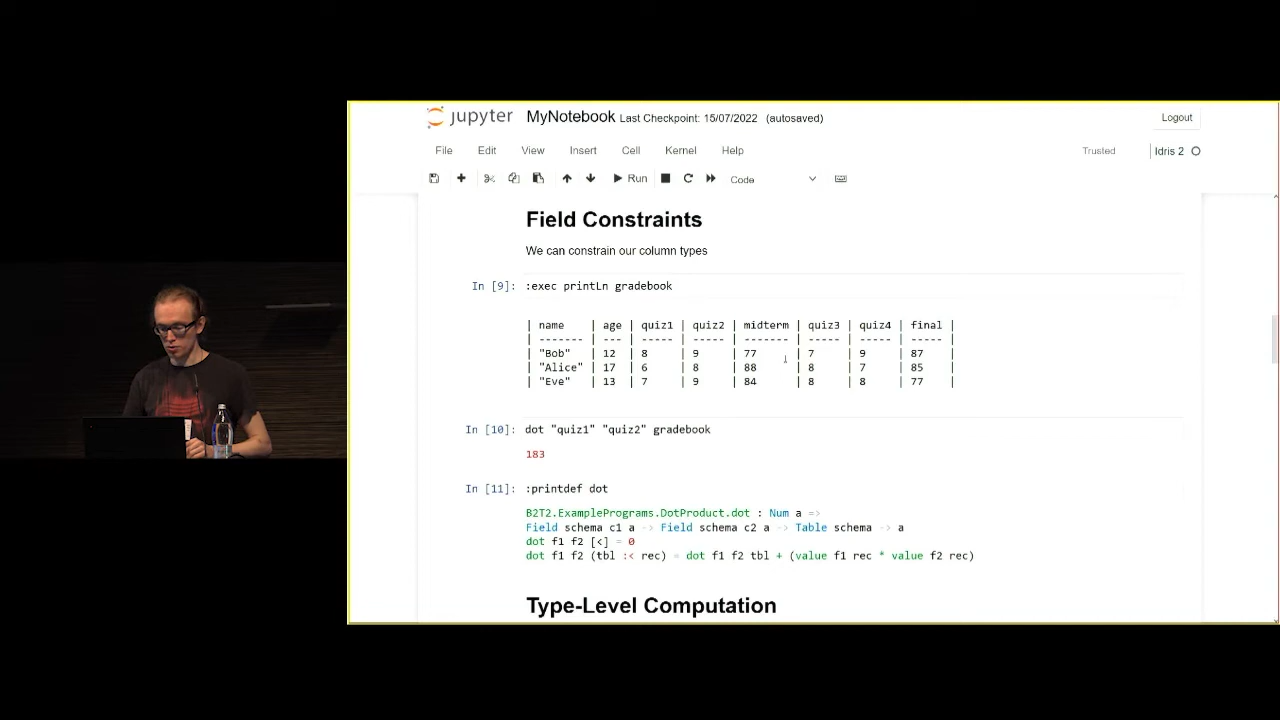 jupyter MyNotebook Last Checkpoint: 15/07/2022 (autosaved) Logout
File Edit View Insert Cell Kernel Help Trusted Idris 2
Run Code
Field Constraints
We can constrain our column types
In [9]: :exec printLn gradebook
| name | age | quiz1 | quiz2 | midterm | quiz3 | quiz4 | final |
| ------- | --- | ----- | ----- | ------- | ----- | ----- | ----- |
| "Bob" | 12 | 8 | 9 | 77 | 7 | 9 | 87 |
| "Alice" | 17 | 6 | 8 | 88 | 8 | 7 | 85 |
| "Eve" | 13 | 7 | 9 | 84 | 8 | 8 | 77 |
In [10]: dot "quiz1" "quiz2" gradebook
183
In [11]: :printdef dot
B2T2.ExamplePrograms.DotProduct.dot : Num a =>
Field schema c1 a -> Field schema c2 a -> Table schema -> a
dot f1 f2 [<] = 0
dot f1 f2 (tbl :< rec) = dot f1 f2 tbl + (value f1 rec * value f2 rec)
Type-Level Computation